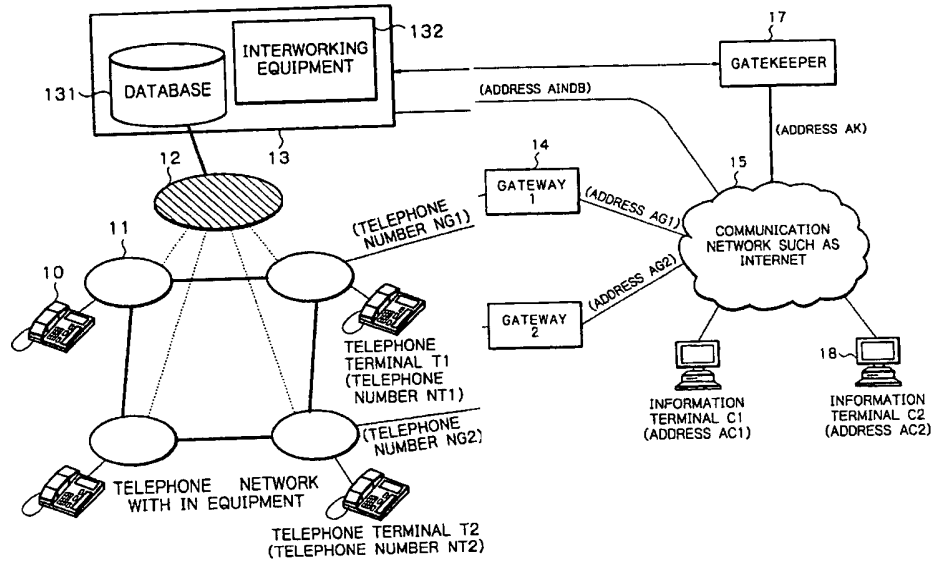 132
17
INTERWORKING
EQUIPMENT
131
DATABASE
GATEKEEPER
(ADDRESS AINDB)
13
(ADDRESS AK)
12
14
15
GATEWAY
1
(ADDRESS AG1)
(TELEPHONE
NUMBER NG1)
11
COMMUNICATION
NETWORK SUCH AS
INTERNET
10
(ADDRESS AG2)
GATEWAY
2
TELEPHONE
TERMINAL T1
(TELEPHONE
NUMBER NT1)
18
INFORMATION
TERMINAL C1
(ADDRESS AC1)
INFORMATION
TERMINAL C2
(ADDRESS AC2)
(TELEPHONE
NUMBER NG2)
TELEPHONE NETWORK
WITH IN EQUIPMENT
TELEPHONE TERMINAL T2
(TELEPHONE NUMBER NT2)